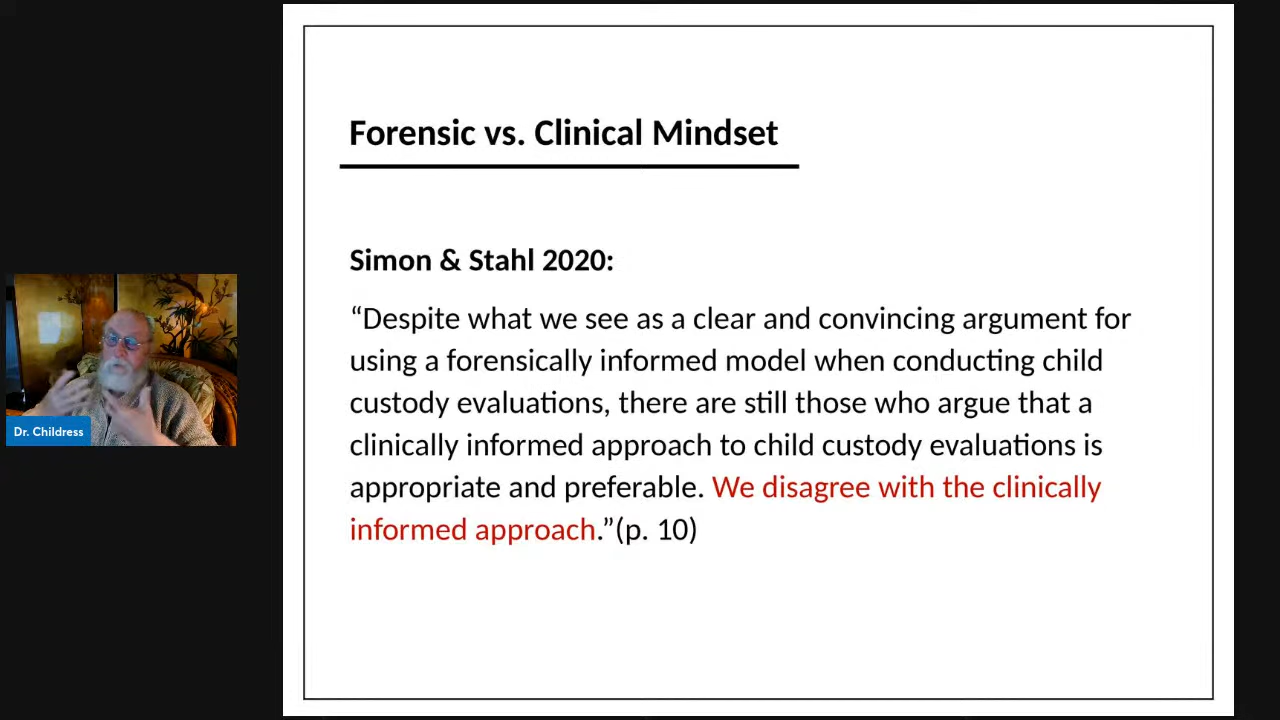 Forensic vs. Clinical Mindset
Simon & Stahl 2020:
“Despite what we see as a clear and convincing argument for
using a forensically informed model when conducting child
custody evaluations, there are still those who argue that a
clinically informed approach to child custody evaluations is
appropriate and preferable. We disagree with the clinically
informed approach.”(p. 10)
Dr. Childress